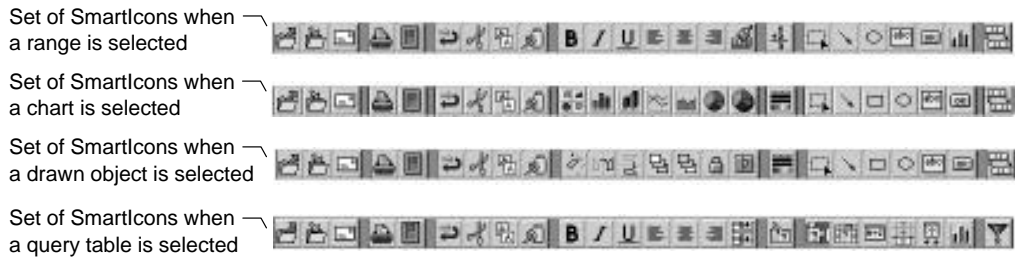 Set of SmartIcons when
a range is selected
B I U
Set of SmartIcons when
a chart is selected
Set of SmartIcons when
a drawn object is selected
Set of SmartIcons when
a query table is selected
B I U